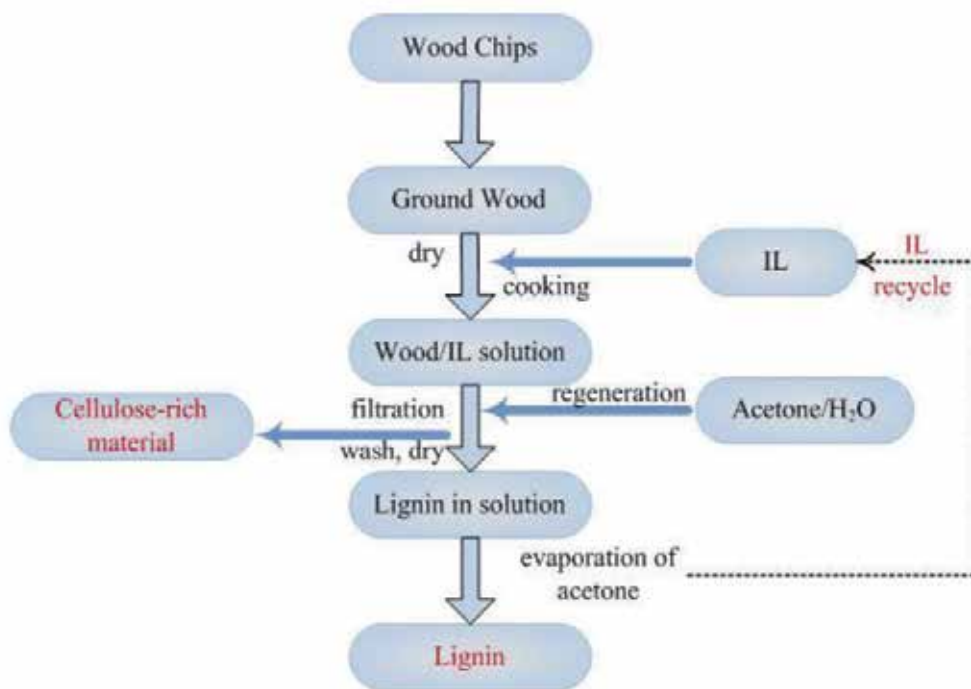 Wood Chips
Ground Wood
dry
cooking
IL
IL
recycle
Wood/IL solution
regeneration
Acetone/H₂O
filtration
wash, dry
Cellulose-rich
material
Lignin in solution
evaporation of
acetone
Lignin